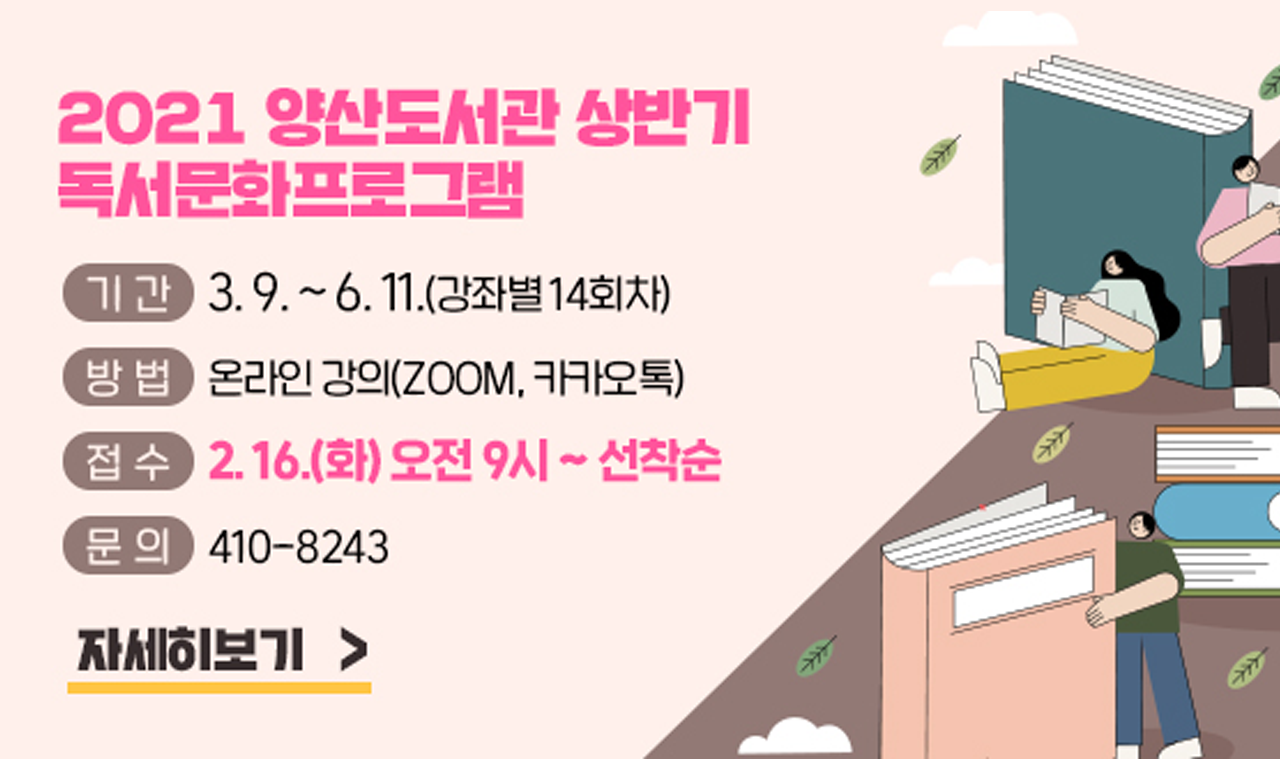 2021 양산도서관 상반기
독서문화프로그램
기간 3. 9. ~ 6. 11.(강좌별 14회차)
방법 온라인 강의(ZOOM, 카카오톡)
접수 2. 16.(화) 오전 9시 ~ 선착순
문의 410-8243
자세히보기 >